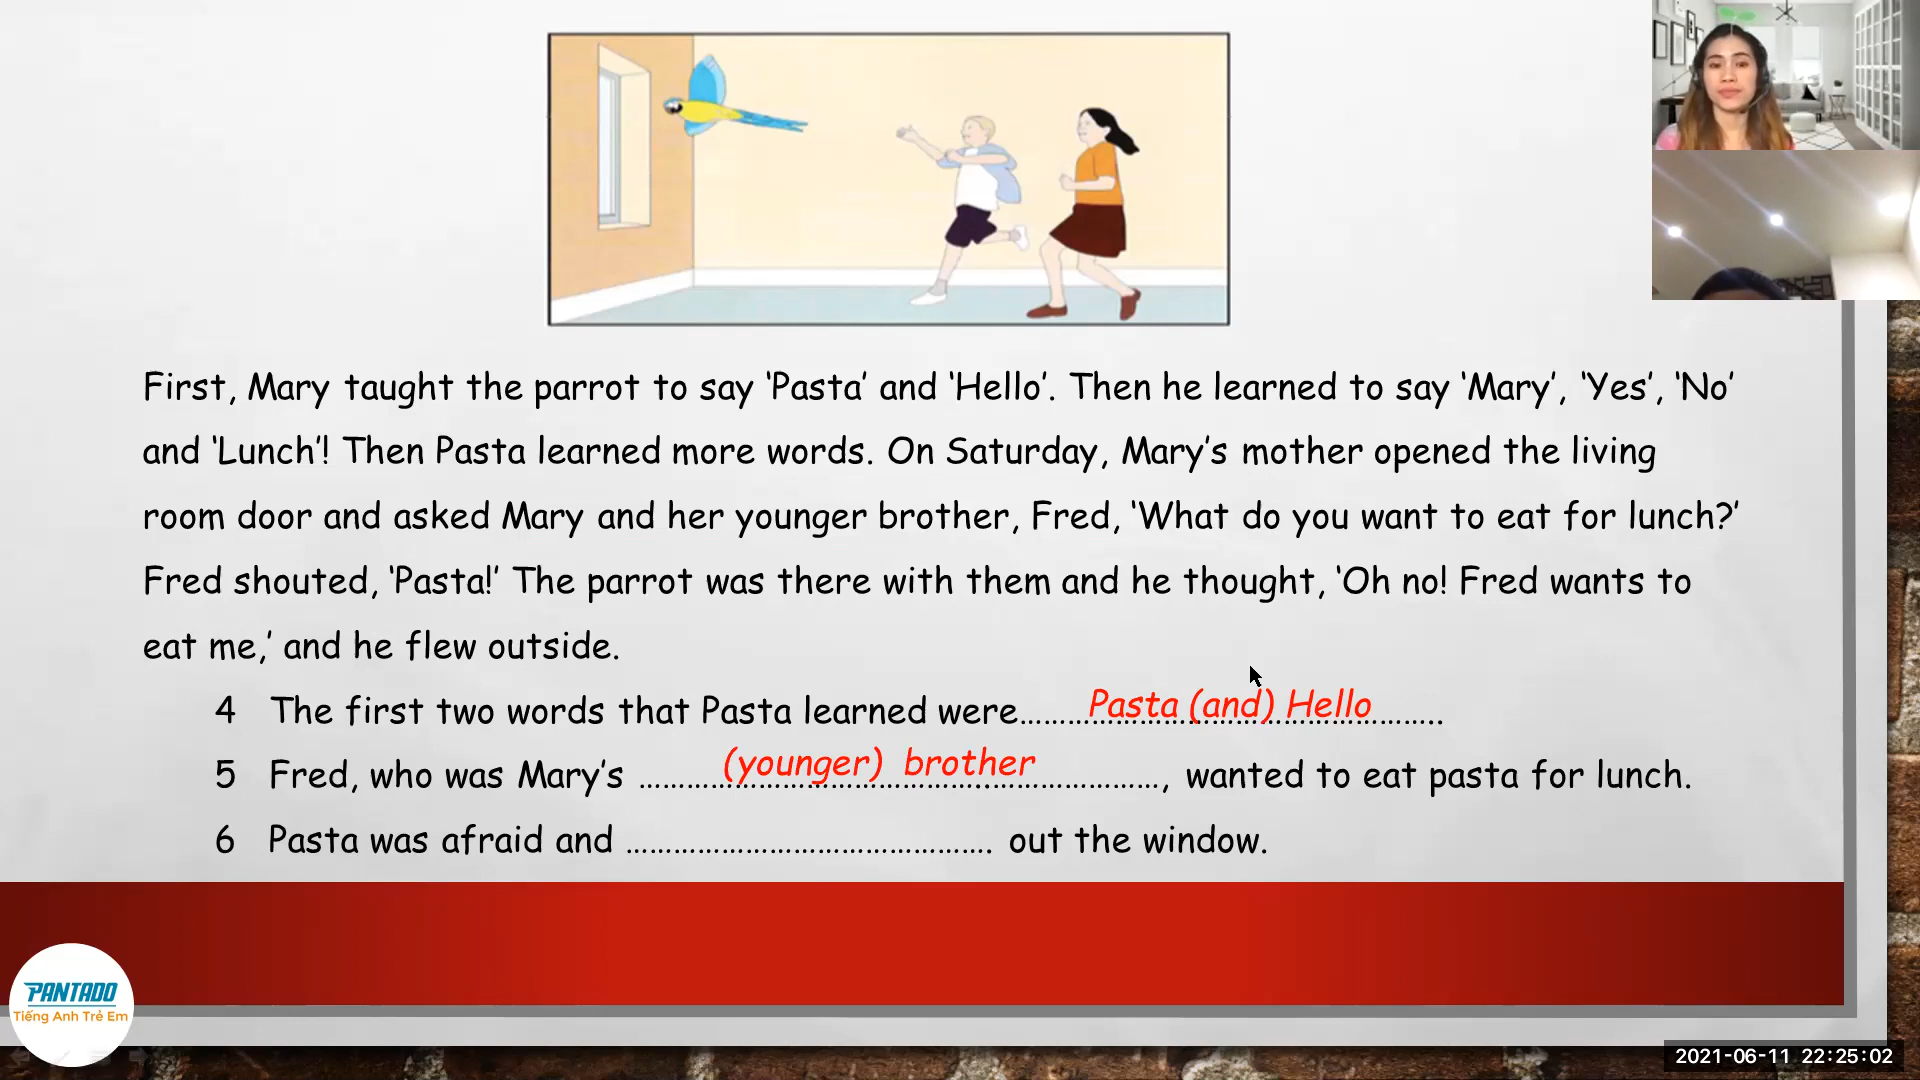 First, Mary taught the parrot to say ‘Pasta’ and ‘Hello’. Then he learned to say ‘Mary’, ‘Yes’, ‘No’
and ‘Lunch’! Then Pasta learned more words. On Saturday, Mary’s mother opened the living
room door and asked Mary and her younger brother, Fred, ‘What do you want to eat for lunch?’
Fred shouted, ‘Pasta!’ The parrot was there with them and he thought, ‘Oh no! Fred wants to
eat me,’ and he flew outside.
4 The first two words that Pasta learned were……Pasta (and) Hello……..
5 Fred, who was Mary’s ……(younger) brother……, wanted to eat pasta for lunch.
6 Pasta was afraid and ………………………………………. out the window.
PANTADO
Tiếng Anh Trẻ Em
2021-06-11 22:25:02